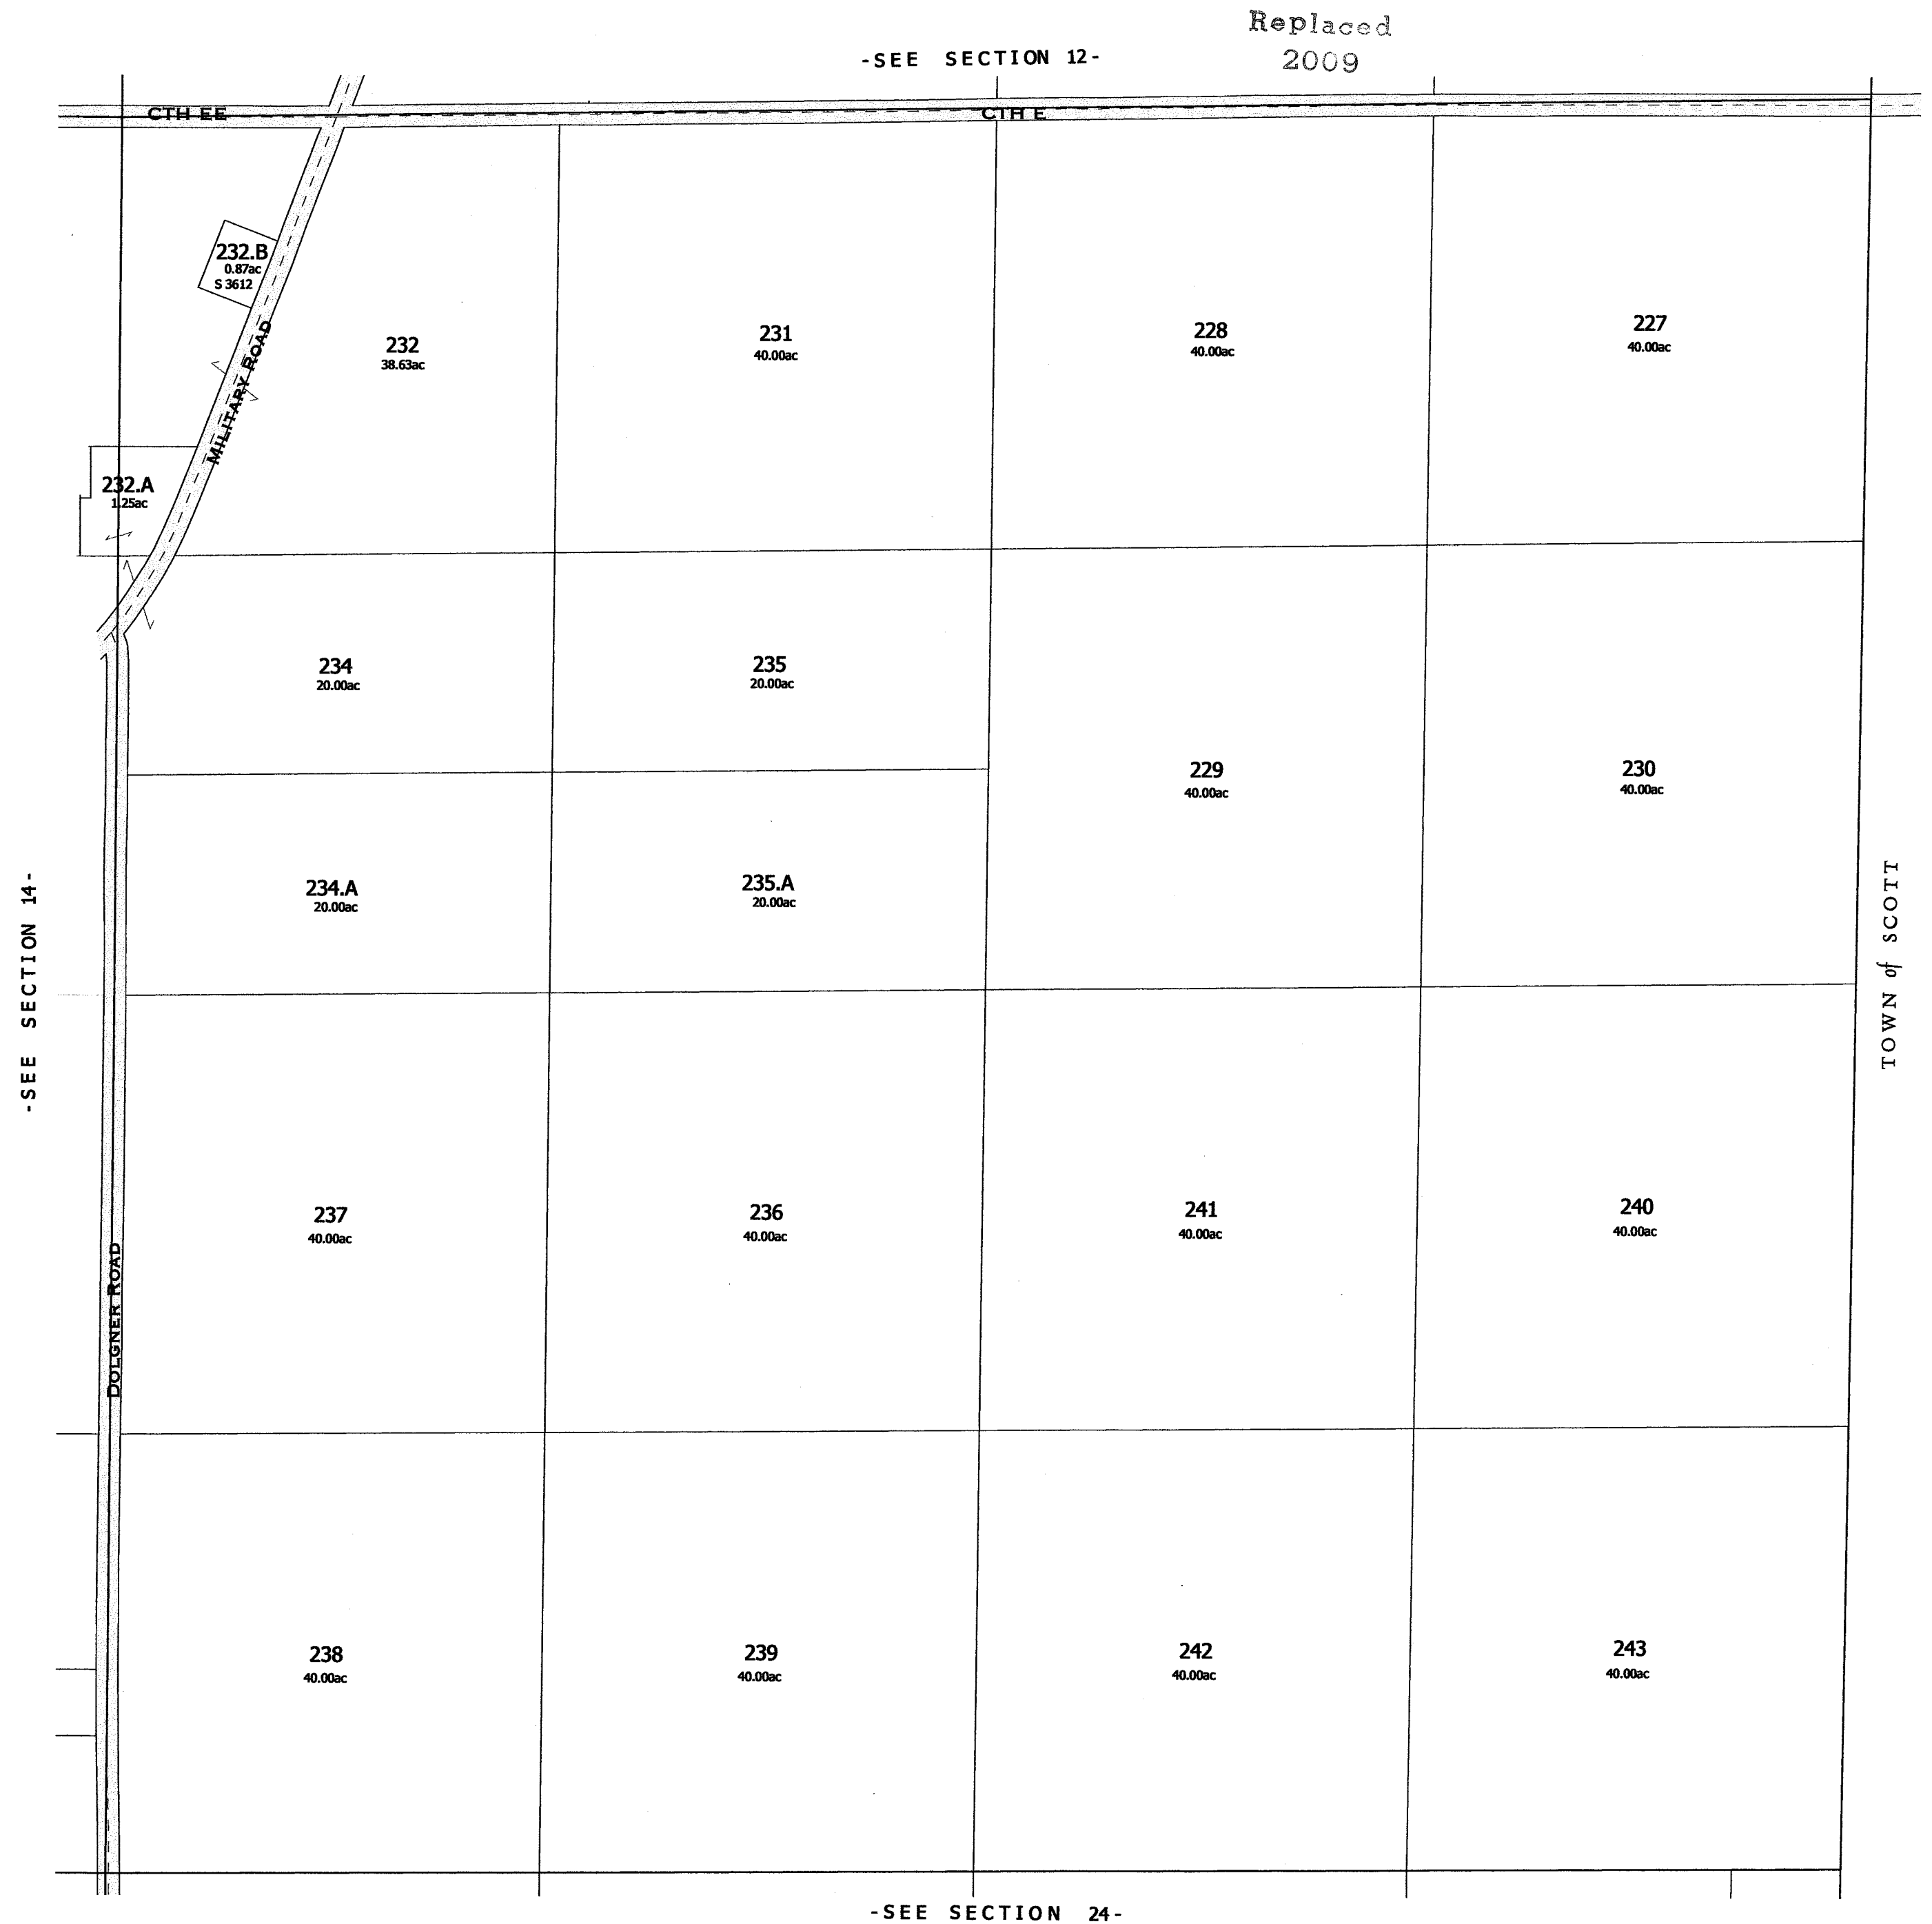 Replaced
2009
-SEE SECTION 12-
CTH EE
CTH E
232.B
0.87ac
S 3612
MILITARY ROAD
232
38.63ac
231
40.00ac
228
40.00ac
227
40.00ac
232.A
1.25ac
234
20.00ac
235
20.00ac
229
40.00ac
230
40.00ac
234.A
20.00ac
235.A
20.00ac
-SEE SECTION 14-
TOWN of SCOTT
237
40.00ac
236
40.00ac
241
40.00ac
240
40.00ac
DOLGNER ROAD
238
40.00ac
239
40.00ac
242
40.00ac
243
40.00ac
-SEE SECTION 24-